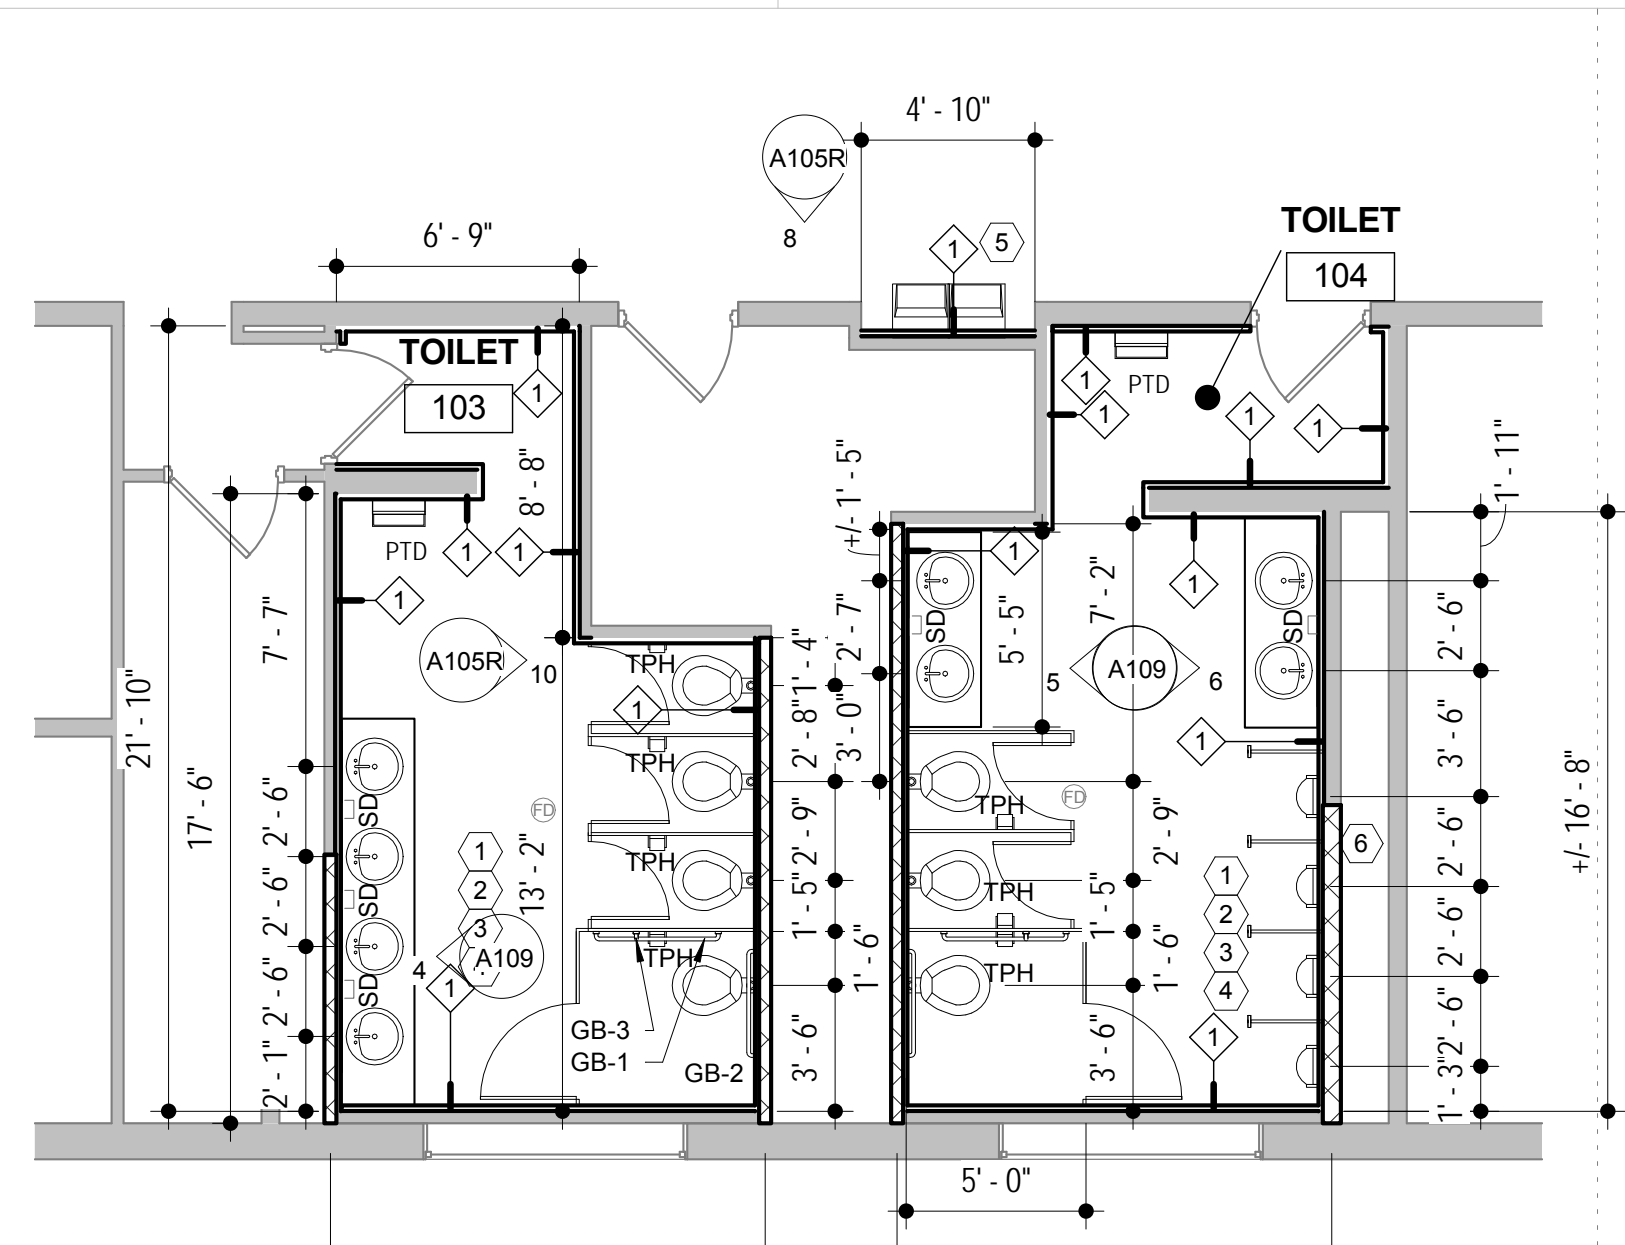 4' - 10"
A105R
8
1
5
TOILET
104
6' - 9"
TOILET
103
1
8' - 8"
PTD
1
1
1
1
1
PTD
1
1
1' - 11"
+/- 1' - 5"
1
1
7' - 7"
21' - 10"
17' - 6"
A105R
10
TPH
1
1' - 4"
2' - 8"
3' - 0"
2' - 7"
SD
5' - 5"
7' - 2"
5
A109
6
SD
1
2' - 6"
3' - 6"
+/- 16' - 8"
TPH
SD
2' - 6"
FD
1
2
3
13' - 2"
TPH
2' - 9"
TPH
FD
2' - 9"
6
2' - 6"
SD
2' - 6"
4
A109
1
TPH
1' - 5"
1' - 6"
TPH
1' - 5"
1
2
3
4
2' - 6"
SD
2' - 6"
TPH
1' - 6"
1
GB-3
GB-1
GB-2
3' - 6"
3' - 6"
2' - 6"
2' - 1"
1' - 3"
5' - 0"